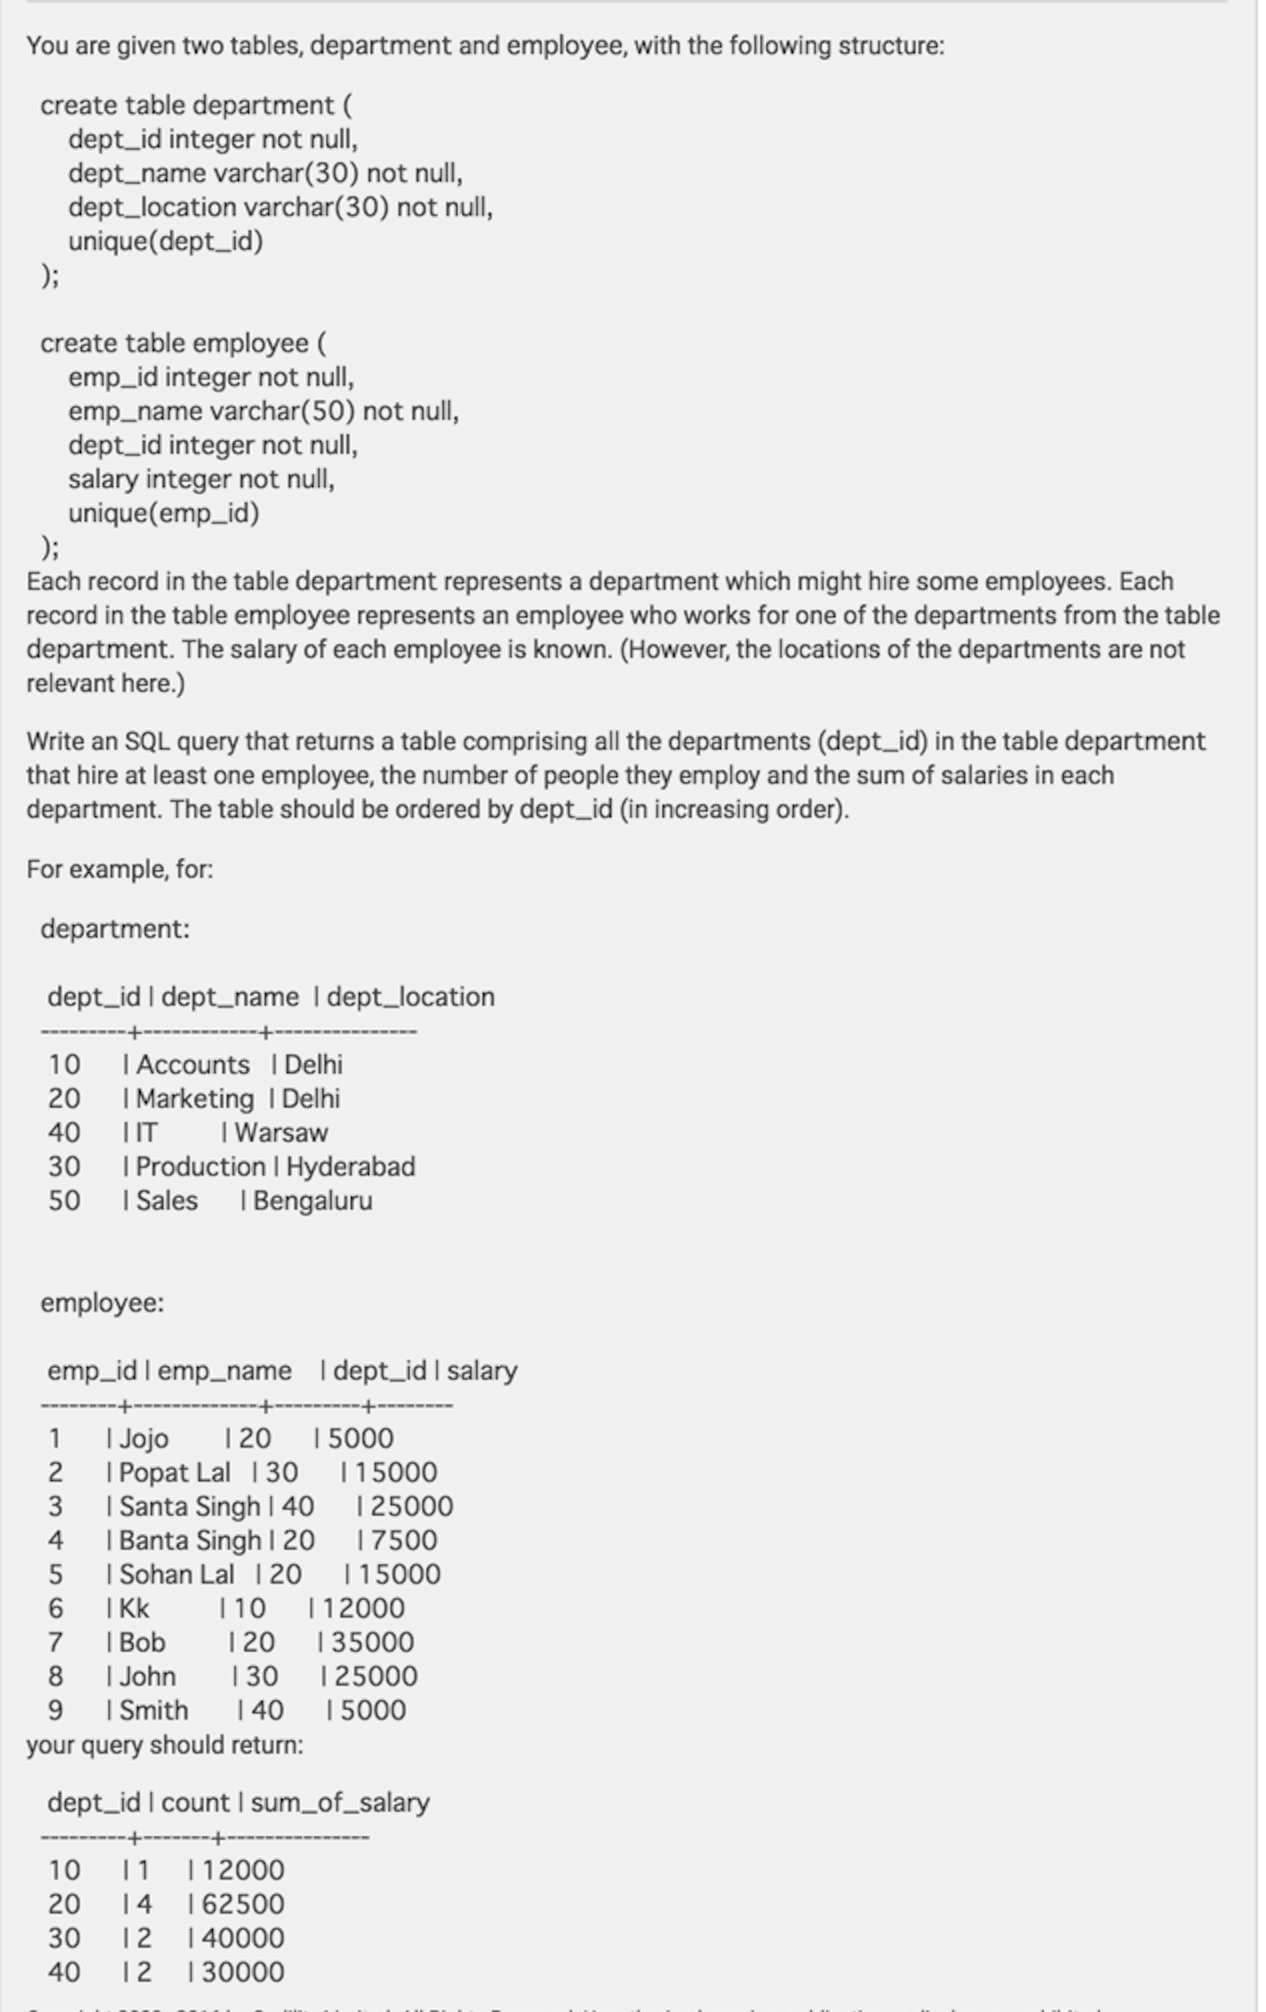 You are given two tables, department and employee, with the following structure:
create table department (
dept_id integer not null,
dept_name varchar(30) not null,
dept_location varchar(30) not null,
unique(dept_id)
);
create table employee (
emp_id integer not null,
emp_name varchar(50) not null,
dept_id integer not null,
salary integer not null,
unique(emp_id)
);
Each record in the table department represents a department which might hire some employees. Each
record in the table employee represents an employee who works for one of the departments from the table
department. The salary of each employee is known. (However, the locations of the departments are not
relevant here.)
Write an SQL query that returns a table comprising all the departments (dept_id) in the table department
that hire at least one employee, the number of people they employ and the sum of salaries in each
department. The table should be ordered by dept_id (in increasing order).
For example, for:
department:
dept_id | dept_name | dept_location
---------+------------+---------------
10 | Accounts | Delhi
20 | Marketing | Delhi
40 | IT | Warsaw
30 | Production | Hyderabad
50 | Sales | Bengaluru
employee:
emp_id | emp_name | dept_id | salary
--------+-------------+---------+--------
1 | Jojo | 20 | 5000
2 | Popat Lal | 30 | 15000
3 | Santa Singh | 40 | 25000
4 | Banta Singh | 20 | 7500
5 | Sohan Lal | 20 | 15000
6 | Kk | 10 | 12000
7 | Bob | 20 | 35000
8 | John | 30 | 25000
9 | Smith | 40 | 5000
your query should return:
dept_id | count | sum_of_salary
---------+-------+---------------
10 | 1 | 12000
20 | 4 | 62500
30 | 2 | 40000
40 | 2 | 30000